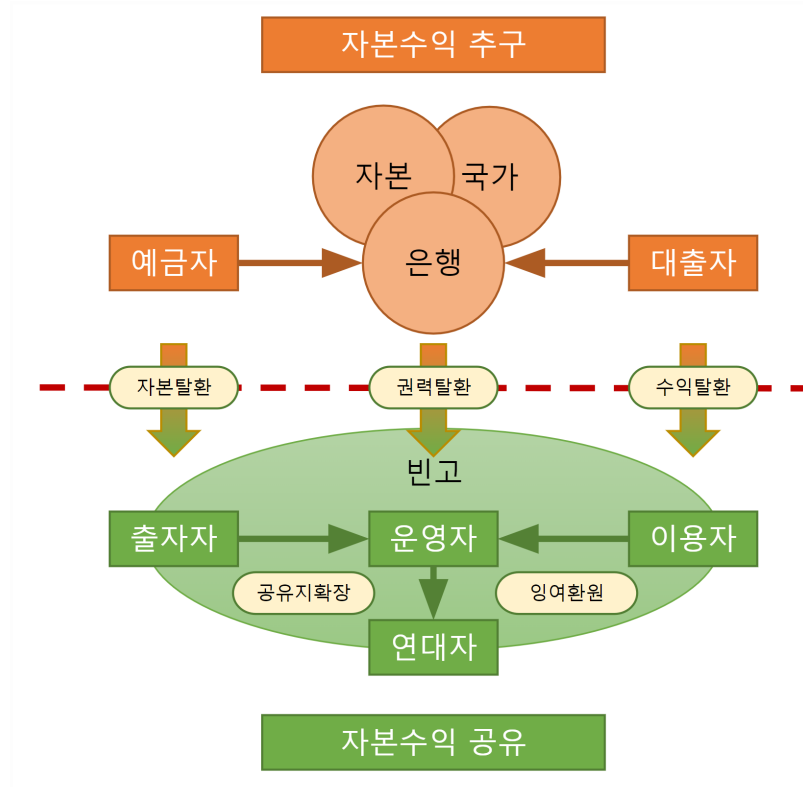 자본수익 추구
자본
국가
은행
예금자
대출자
자본탈환
권력탈환
수익탈환
빈고
출자자
운영자
이용자
공유지확장
잉여환원
연대자
자본수익 공유